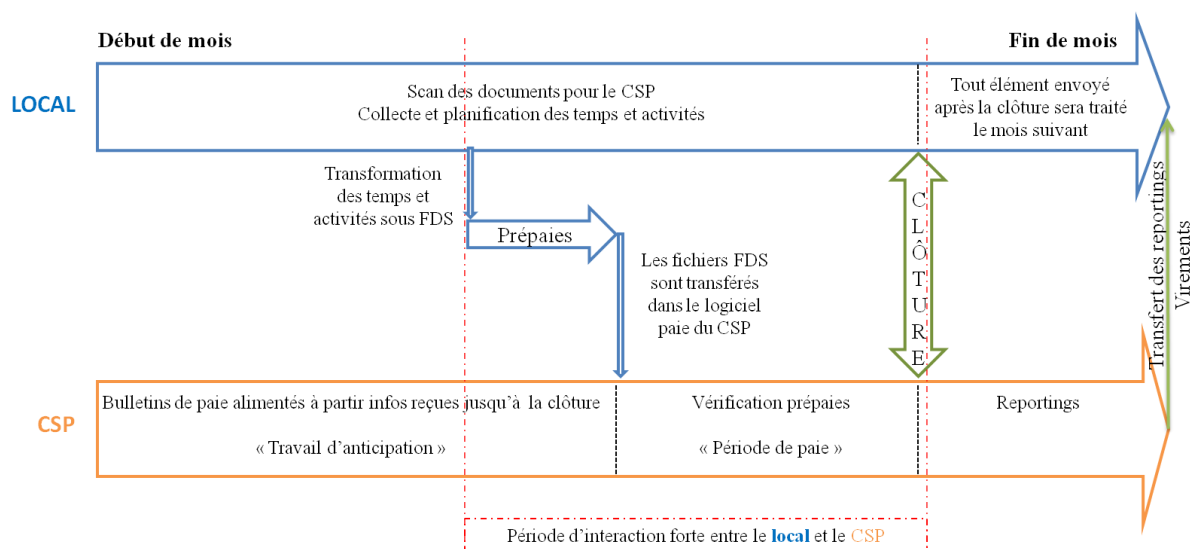 Début de mois
Fin de mois
LOCAL
Scan des documents pour le CSP
Collecte et planification des temps et activités
Tout élément envoyé
après la clôture sera traité
le mois suivant
Transformation
des temps et
activités sous FDS
Prépaies
Les fichiers FDS
sont transférés
dans le logiciel
paie du CSP
CLÔTURE
Transfert des reportings
Virements
CSP
Bulletins de paie alimentés à partir infos reçues jusqu'à la clôture
« Travail d'anticipation »
Vérification prépaies
« Période de paie »
Reportings
Période d'interaction forte entre le local et le CSP